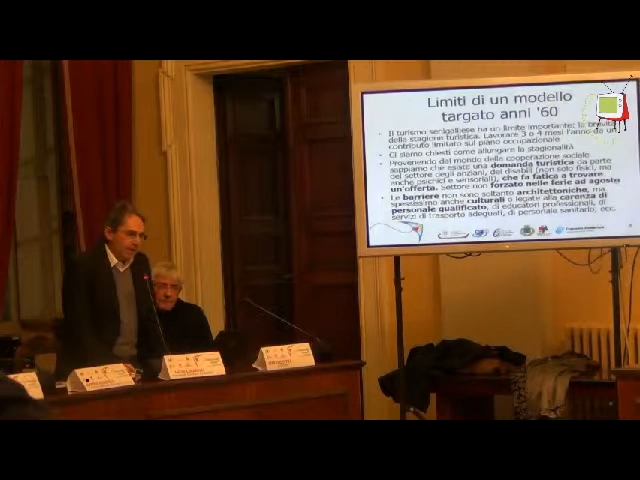 Limiti di un modello
targato anni '60
Il turismo senigalliese ha un limite importante: la brevità
della stagione turistica. Lavorare 3 o 4 mesi l'anno dà un
contributo limitato sul piano occupazionale
Ci siamo chiesti come allungare la stagionalità
Provenendo dal mondo della cooperazione sociale
sappiamo che esiste una domanda turistica da parte
del settore degli anziani, dei disabili (non solo fisici, ma
anche psichici e sensoriali), che fa fatica a trovare
un'offerta. Settore non forzato nelle ferie ad agosto
Le barriere non sono soltanto architettoniche, ma
spessissimo anche culturali o legate alla carenza di
personale qualificato, di educatori professionali, di
servizi di trasporto adeguati, di personale sanitario, ecc.